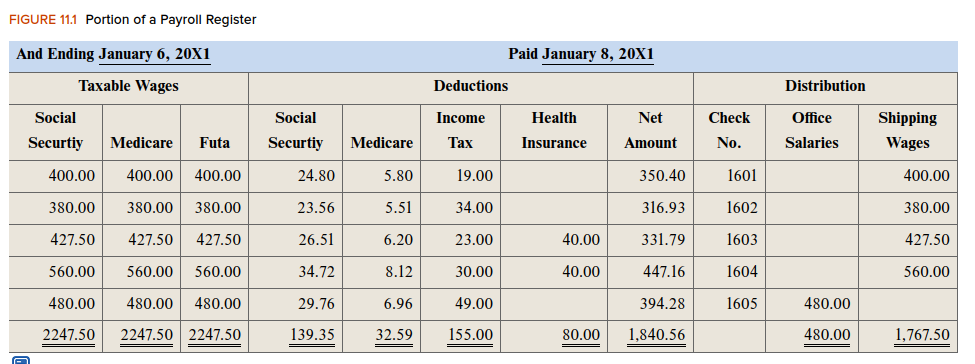 FIGURE 11.1 Portion of a Payroll Register
And Ending January 6, 20X1 Paid January 8, 20X1
Taxable Wages Deductions Distribution
Social Social Income Health Net Check Office Shipping
Securtiy Medicare Futa Securtiy Medicare Tax Insurance Amount No. Salaries Wages
400.00 400.00 400.00 24.80 5.80 19.00 350.40 1601 400.00
380.00 380.00 380.00 23.56 5.51 34.00 316.93 1602 380.00
427.50 427.50 427.50 26.51 6.20 23.00 40.00 331.79 1603 427.50
560.00 560.00 560.00 34.72 8.12 30.00 40.00 447.16 1604 560.00
480.00 480.00 480.00 29.76 6.96 49.00 394.28 1605 480.00
2247.50 2247.50 2247.50 139.35 32.59 155.00 80.00 1,840.56 480.00 1,767.50